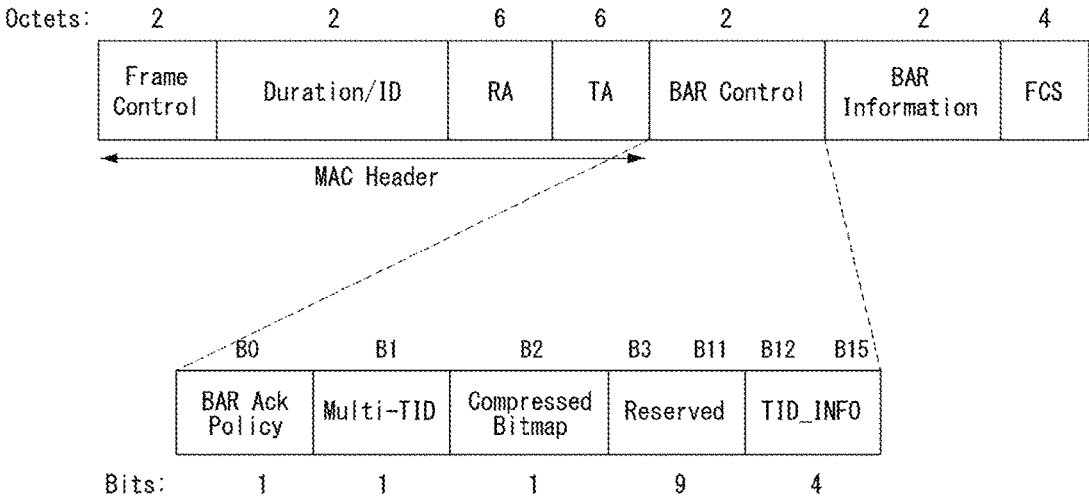 Octets: 2 2 6 6 2 2 4
Frame Control Duration/ID RA TA BAR Control BAR Information FCS
MAC Header
B0 B1 B2 B3 B11 B12 B15
BAR Ack Policy Multi-TID Compressed Bitmap Reserved TID_INFO
Bits: 1 1 1 9 4